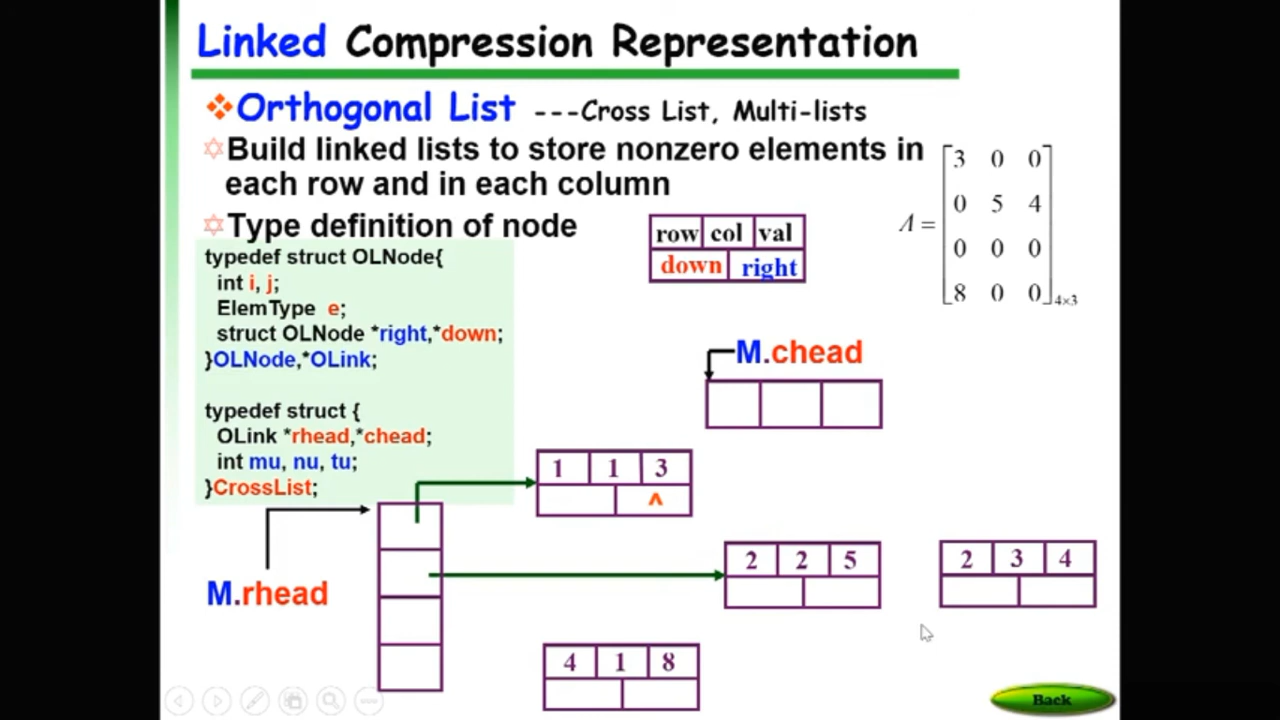 Linked Compression Representation
Orthogonal List ---Cross List, Multi-lists
Build linked lists to store nonzero elements in
each row and in each column
Type definition of node
typedef struct OLNode{
int i, j;
ElemType e;
struct OLNode *right,*down;
}OLNode,*OLink;
typedef struct {
OLink *rhead,*chead;
int mu, nu, tu;
}CrossList;
row col val
down right
Λ =
3 0 0
0 5 4
0 0 0
8 0 0
4×3
M.chead
1 1 3
^
M.rhead
2 2 5
2 3 4
4 1 8
Back